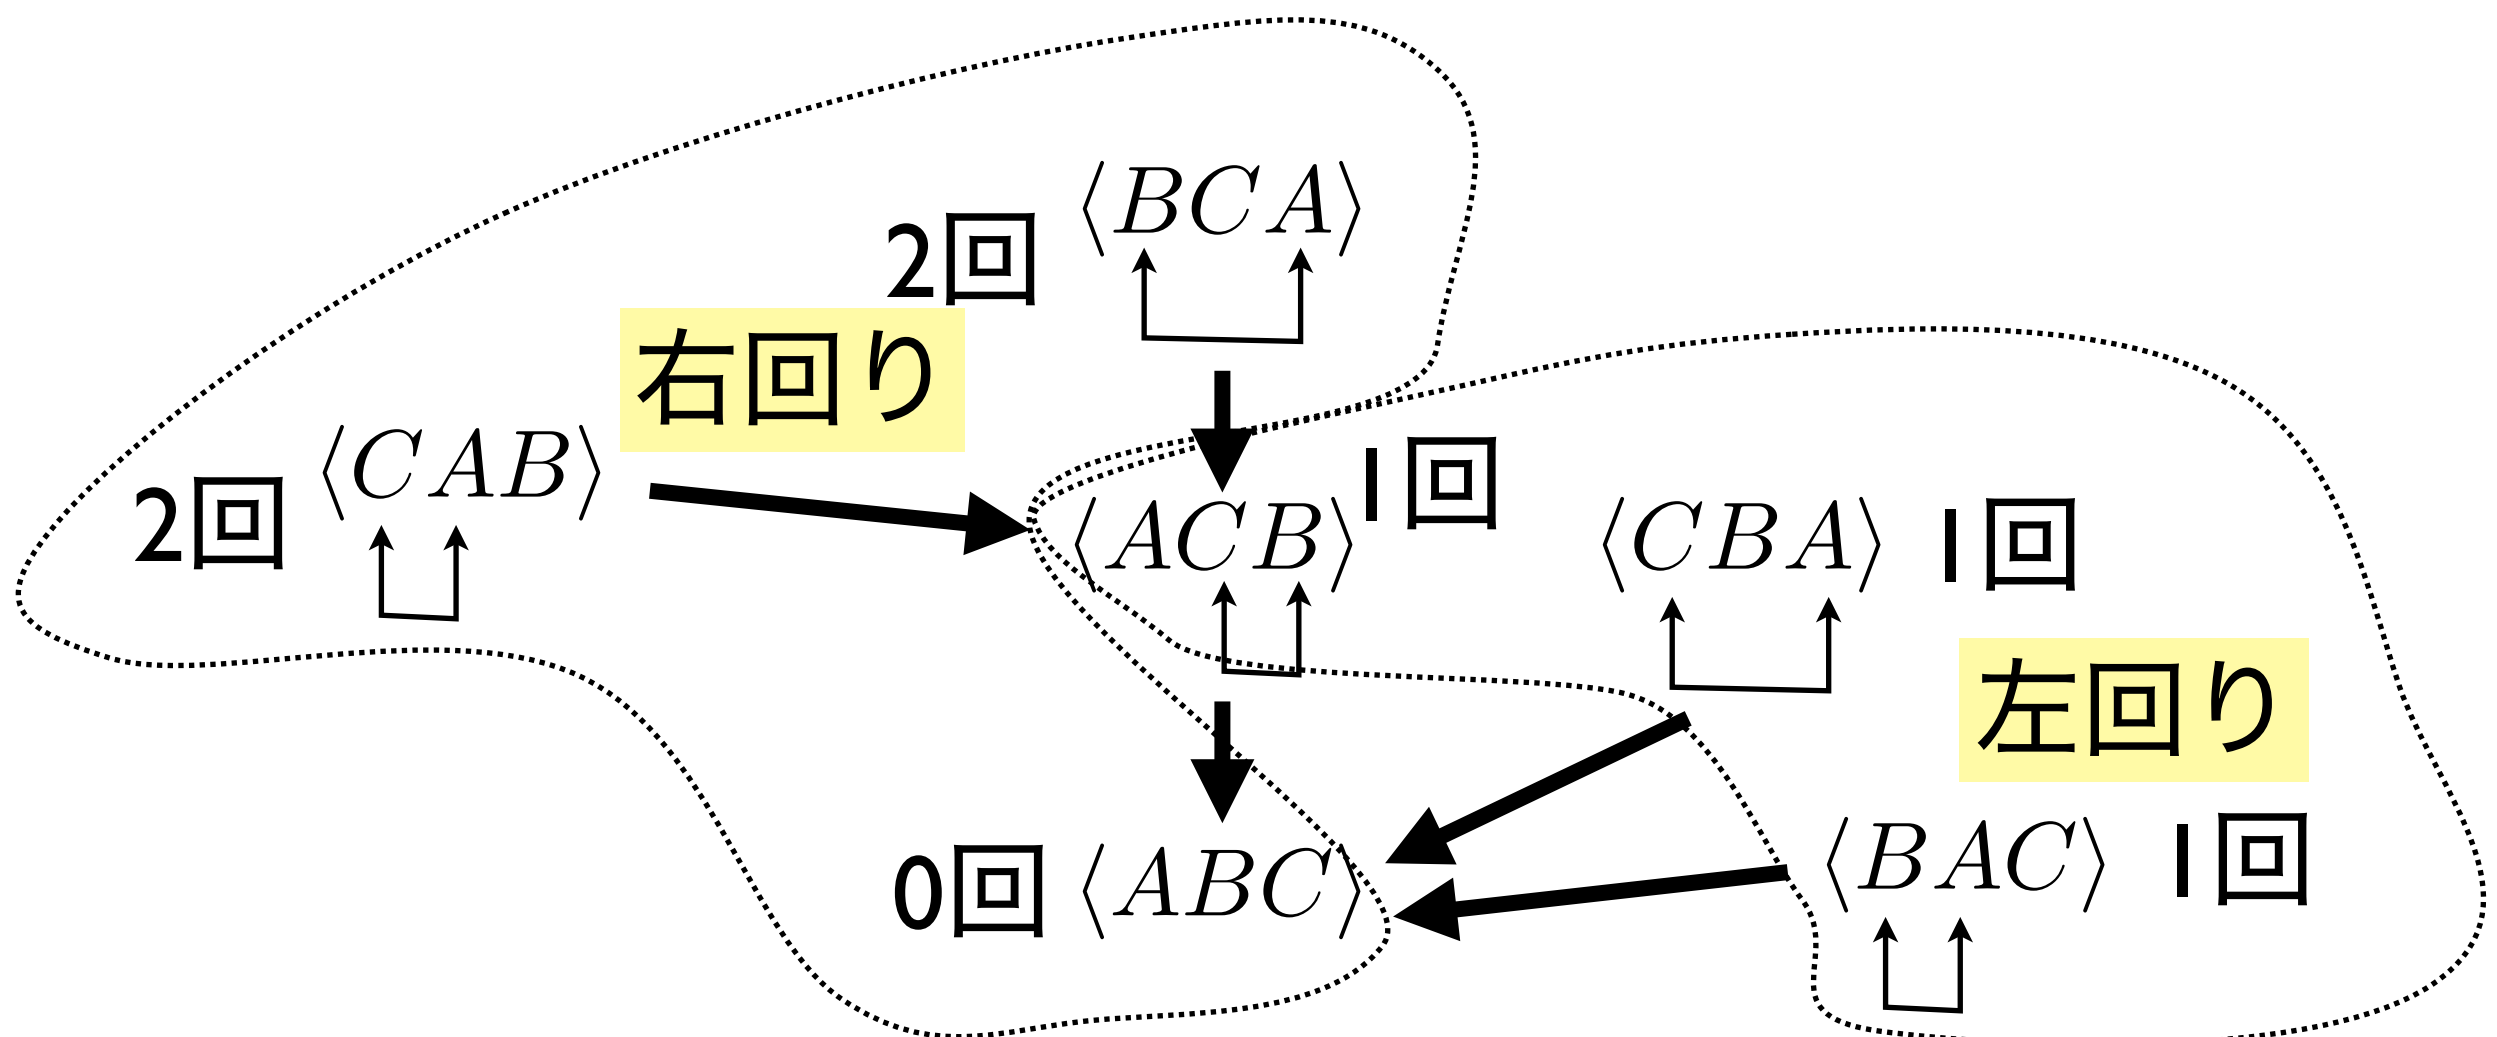 ⟨BCA⟩
2回
右回り
⟨CAB⟩
2回
1回
⟨ACB⟩
⟨CBA⟩
1回
左回り
⟨BAC⟩
1回
0回
⟨ABC⟩